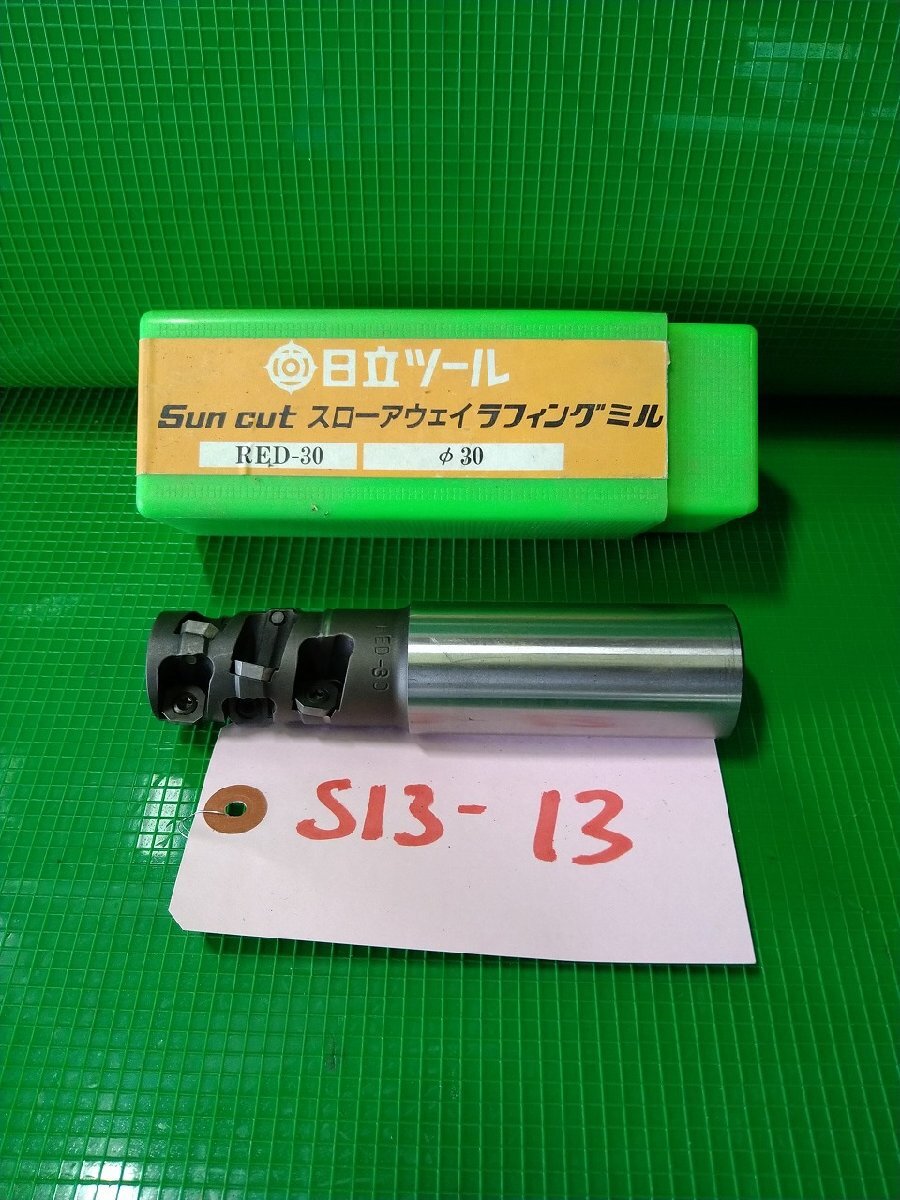 日立ツール
Sun cut スローアウェイ ラフィングミル
RED-30 φ30
RED-30
S13-13